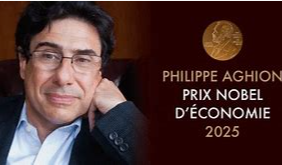 PHILIPPE AGHION
PRIX NOBEL
D'ÉCONOMIE
2025